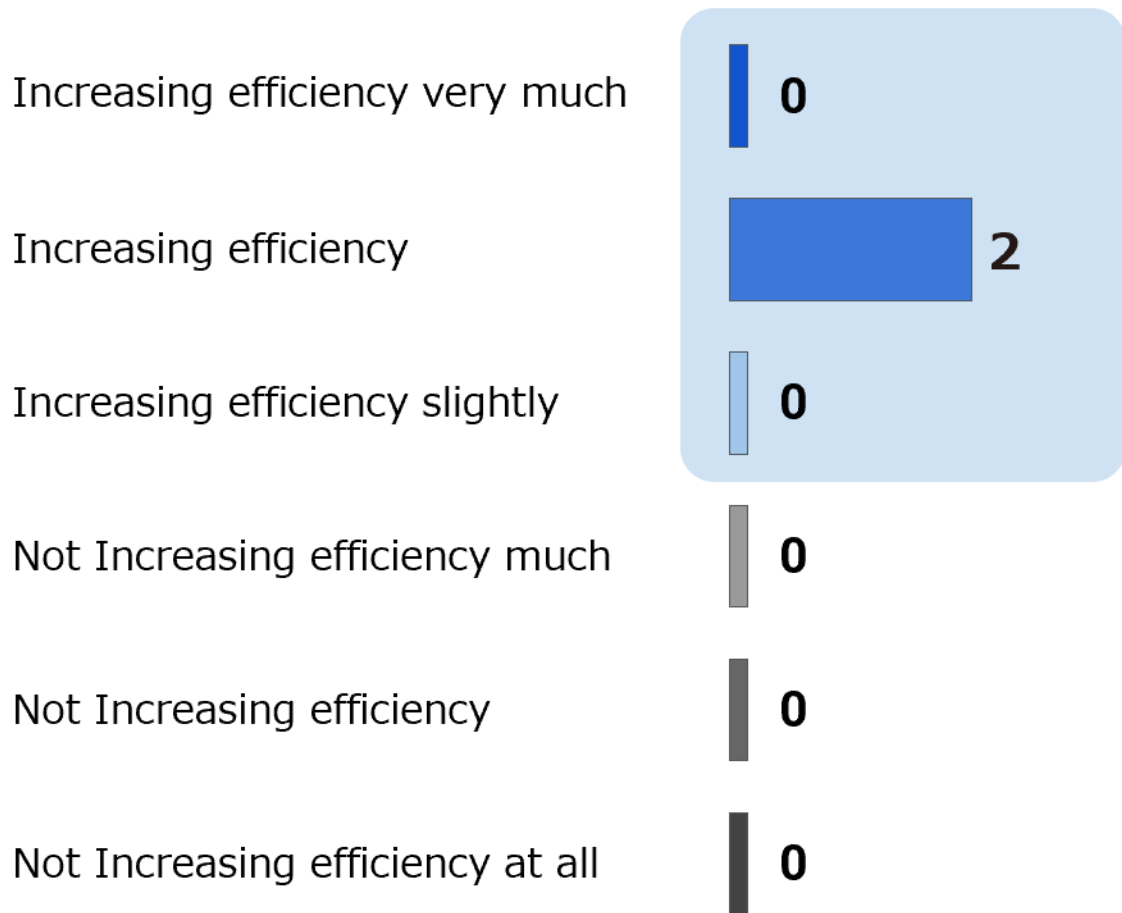 Increasing efficiency very much 0
Increasing efficiency 2
Increasing efficiency slightly 0
Not Increasing efficiency much 0
Not Increasing efficiency 0
Not Increasing efficiency at all 0